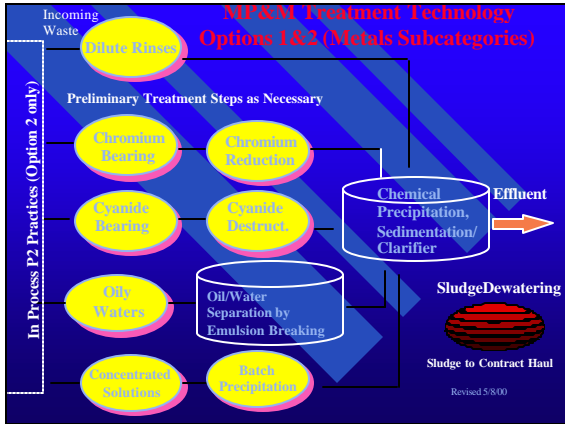 MP&M Treatment Technology
Options 1&2 (Metals Subcategories)
Incoming
Waste
Dilute Rinses
In Process P2 Practices (Option 2 only)
Preliminary Treatment Steps as Necessary
Chromium
Bearing
Chromium
Reduction
Cyanide
Bearing
Cyanide
Destruct.
Chemical
Precipitation,
Sedimentation/
Clarifier
Effluent
Oily
Waters
Oil/Water
Separation by
Emulsion Breaking
SludgeDewatering
Sludge to Contract Haul
Concentrated
Solutions
Batch
Precipitation
Revised 5/8/00